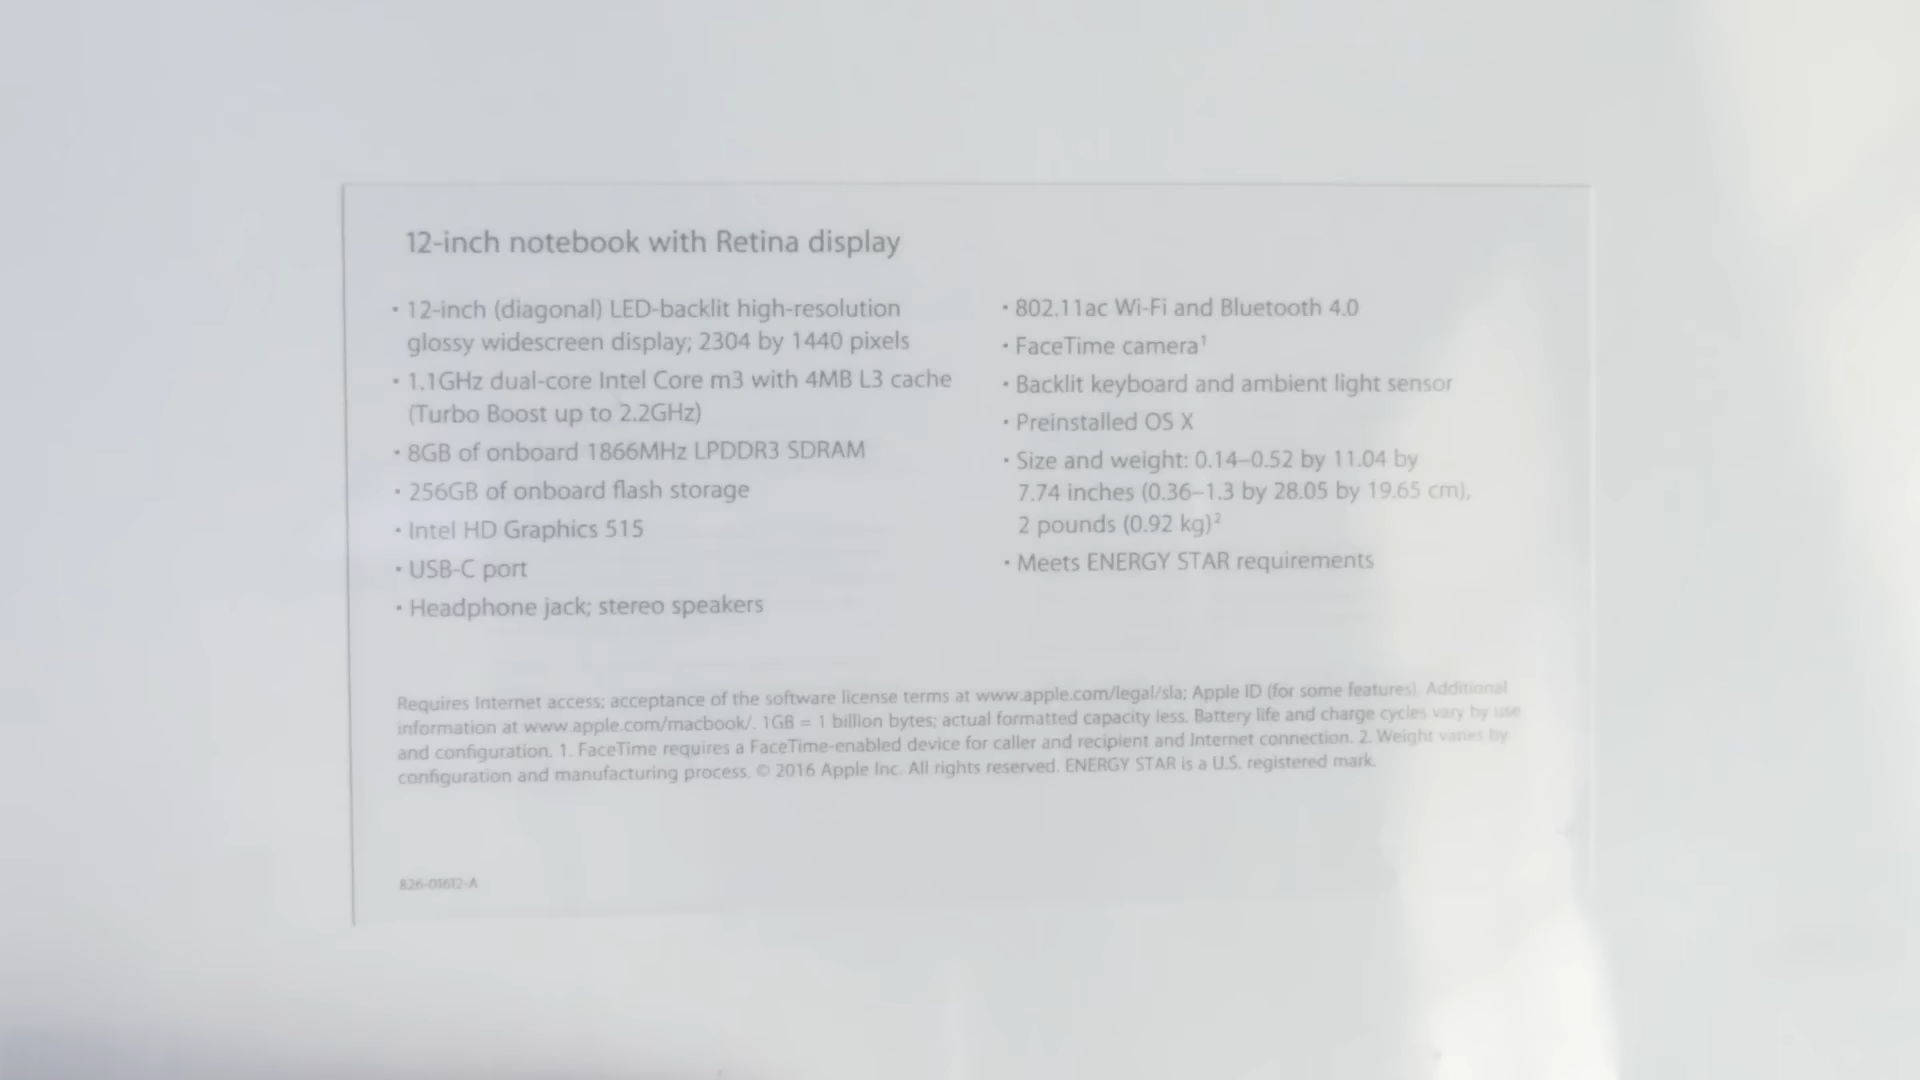 12-inch notebook with Retina display
• 12-inch (diagonal) LED-backlit high-resolution
glossy widescreen display; 2304 by 1440 pixels
• 1.1GHz dual-core Intel Core m3 with 4MB L3 cache
(Turbo Boost up to 2.2GHz)
• 8GB of onboard 1866MHz LPDDR3 SDRAM
• 256GB of onboard flash storage
• Intel HD Graphics 515
• USB-C port
• Headphone jack; stereo speakers
• 802.11ac Wi-Fi and Bluetooth 4.0
• FaceTime camera¹
• Backlit keyboard and ambient light sensor
• Preinstalled OS X
• Size and weight: 0.14–0.52 by 11.04 by
7.74 inches (0.36–1.3 by 28.05 by 19.65 cm),
2 pounds (0.92 kg)²
• Meets ENERGY STAR requirements
Requires Internet access; acceptance of the software license terms at www.apple.com/legal/sla; Apple ID (for some features). Additional
information at www.apple.com/macbook/. 1GB = 1 billion bytes; actual formatted capacity less. Battery life and charge cycles vary by use
and configuration. 1. FaceTime requires a FaceTime-enabled device for caller and recipient and Internet connection. 2. Weight varies by
configuration and manufacturing process. © 2016 Apple Inc. All rights reserved. ENERGY STAR is a U.S. registered mark.
826-01612-A